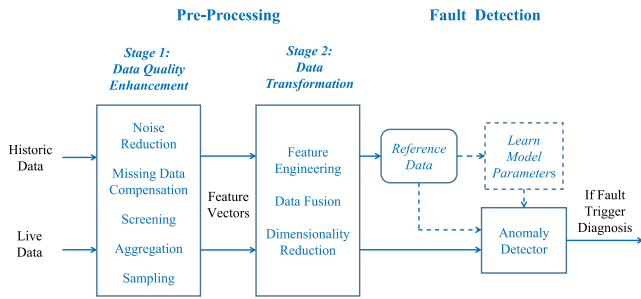 Pre-Processing
Fault Detection
Stage 1:
Data Quality
Enhancement
Stage 2:
Data
Transformation
Historic
Data
Live
Data
Noise
Reduction
Missing Data
Compensation
Screening
Aggregation
Sampling
Feature
Vectors
Feature
Engineering
Data Fusion
Dimensionality
Reduction
Reference
Data
Learn
Model
Parameters
Anomaly
Detector
If Fault
Trigger
Diagnosis